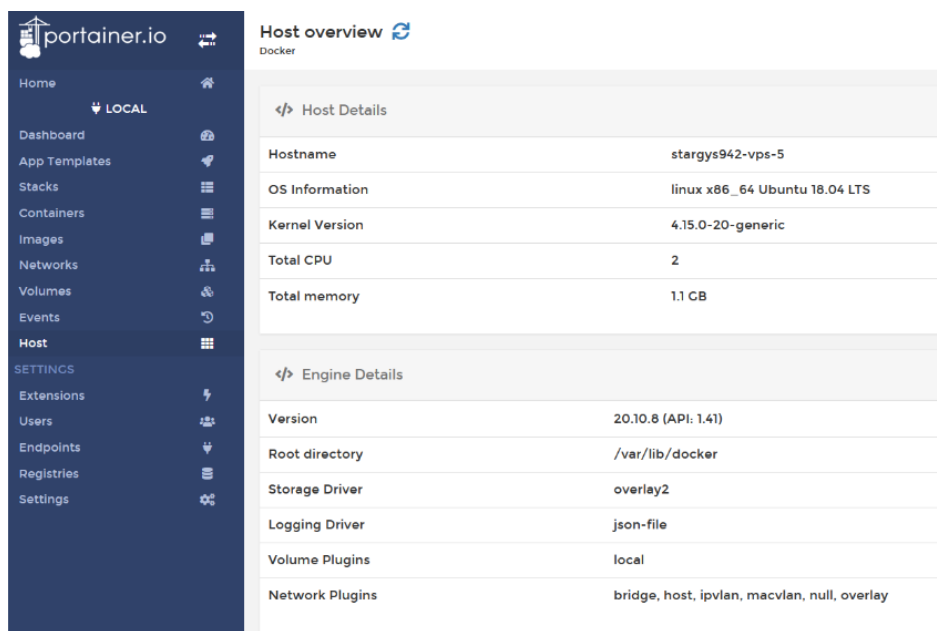 portainer.io
Home
LOCAL
Dashboard
App Templates
Stacks
Containers
Images
Networks
Volumes
Events
Host
SETTINGS
Extensions
Users
Endpoints
Registries
Settings
Host overview
Docker
Host Details
Hostname stargys942-vps-5
OS Information linux x86_64 Ubuntu 18.04 LTS
Kernel Version 4.15.0-20-generic
Total CPU 2
Total memory 1.1 GB
Engine Details
Version 20.10.8 (API: 1.41)
Root directory /var/lib/docker
Storage Driver overlay2
Logging Driver json-file
Volume Plugins local
Network Plugins bridge, host, ipvlan, macvlan, null, overlay